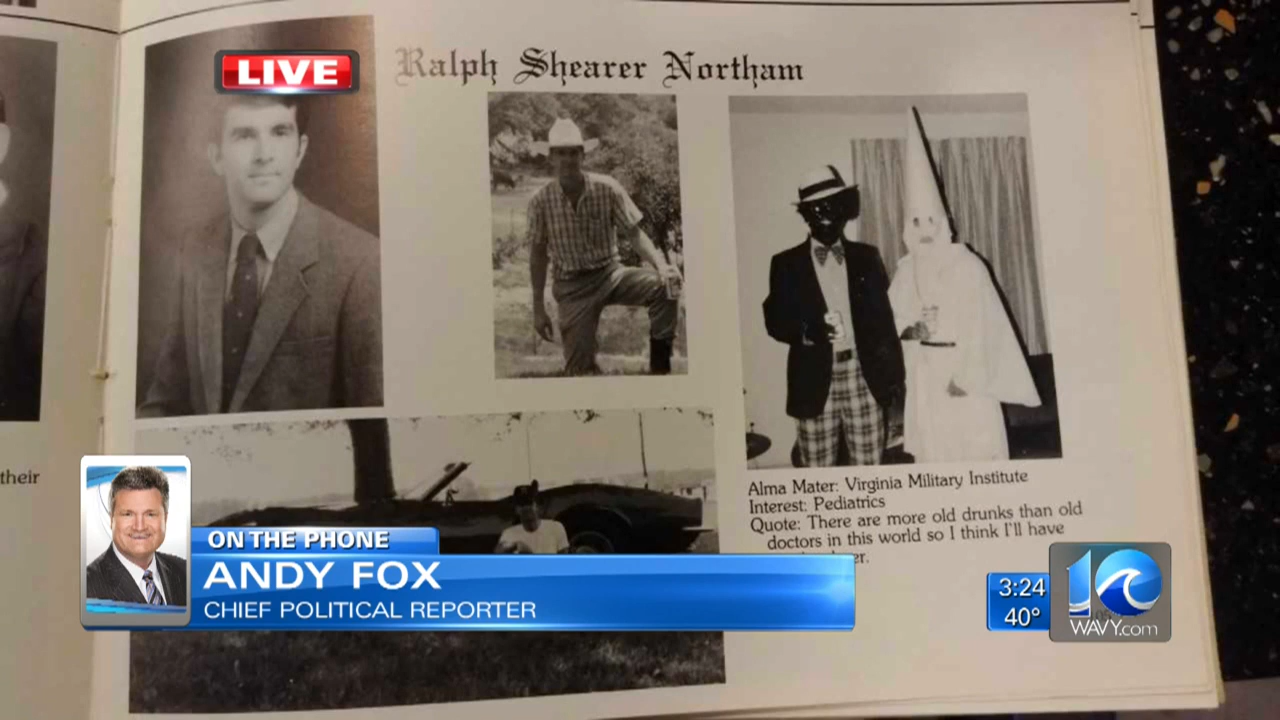 LIVE
Ralph Shearer Northam
their
Alma Mater: Virginia Military Institute
Interest: Pediatrics
Quote: There are more old drunks than old
doctors in this world so I think I'll have
er.
ON THE PHONE
ANDY FOX
CHIEF POLITICAL REPORTER
3:24
40°
10
WAVY.com